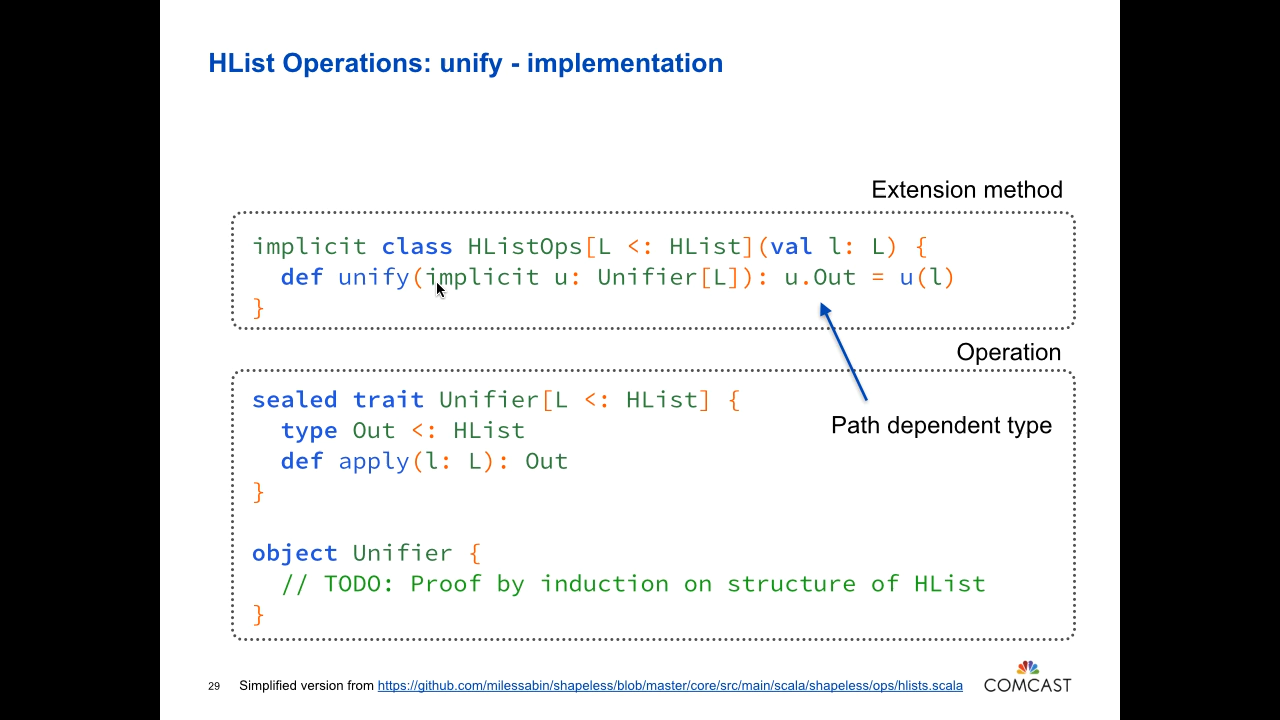 HList Operations: unify - implementation
Extension method
implicit class HListOps[L <: HList](val l: L) {
  def unify(implicit u: Unifier[L]): u.Out = u(l)
}
Operation
sealed trait Unifier[L <: HList] {
  type Out <: HList
  def apply(l: L): Out
}
Path dependent type
object Unifier {
  // TODO: Proof by induction on structure of HList
}
29 Simplified version from https://github.com/milessabin/shapeless/blob/master/core/src/main/scala/shapeless/ops/hlists.scala
COMCAST